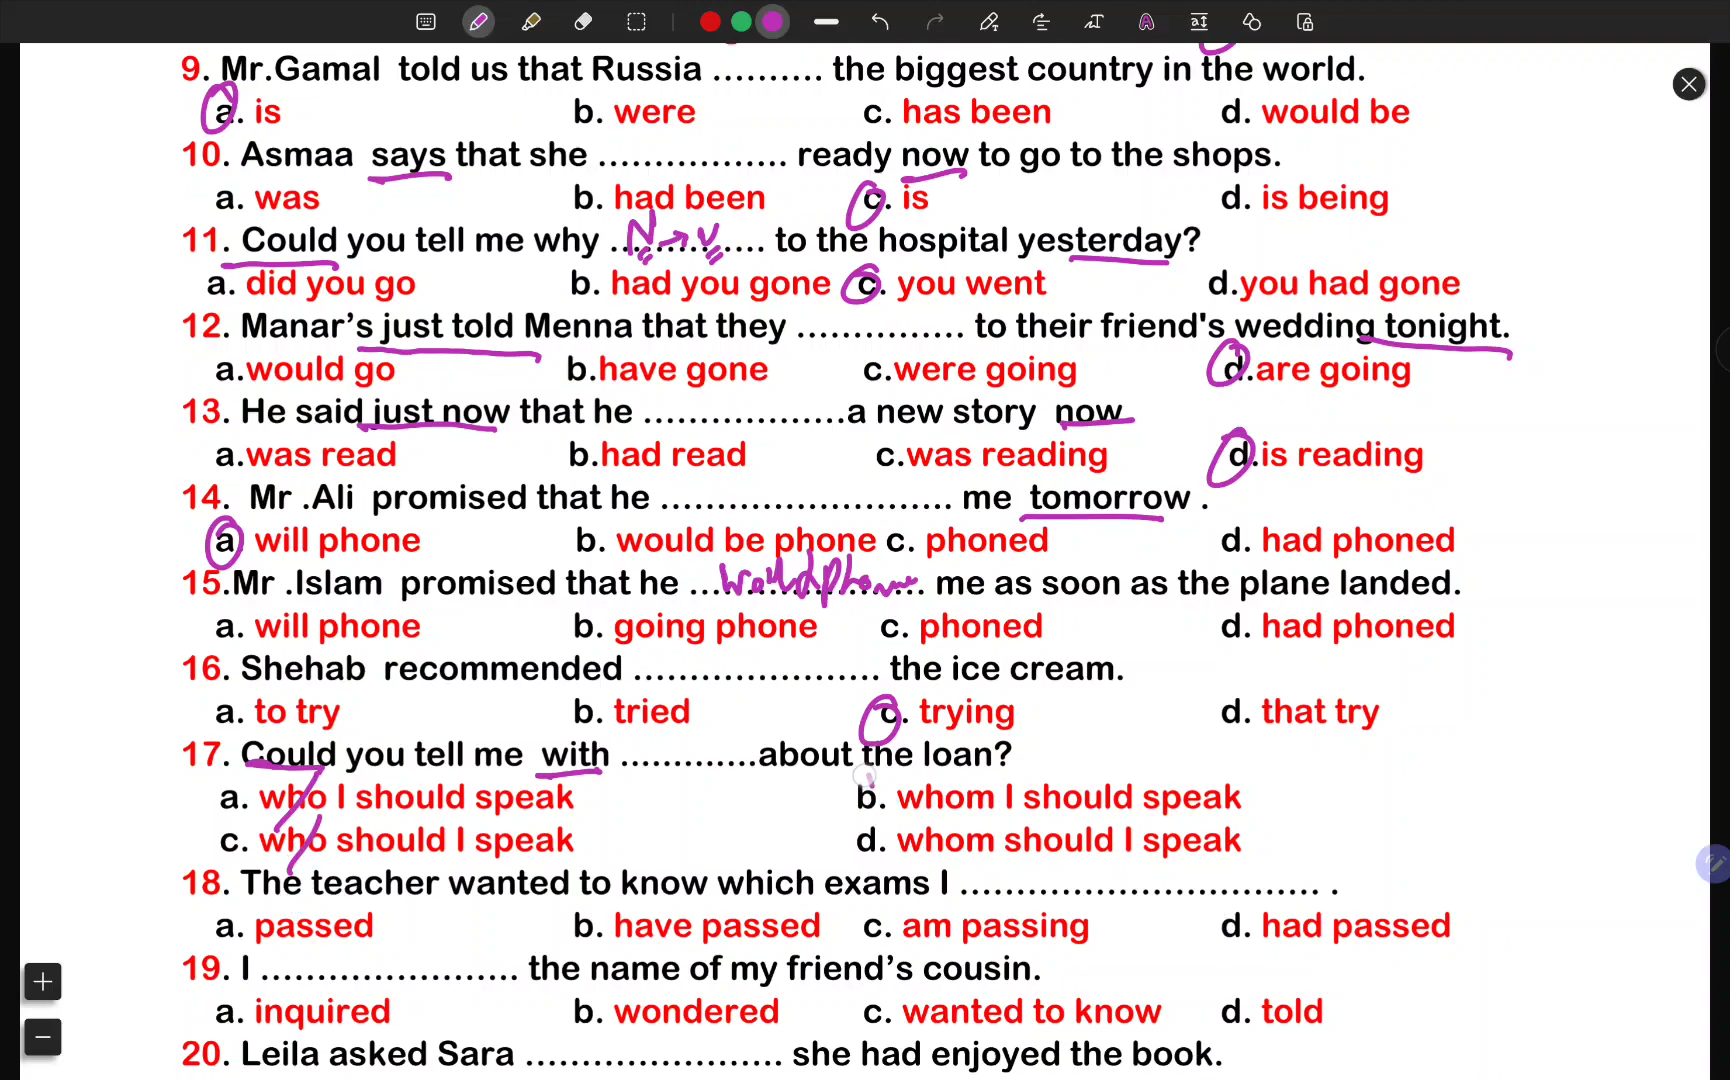 9. Mr.Gamal told us that Russia .......... the biggest country in the world.
a. is b. were c. has been d. would be
10. Asmaa says that she ................. ready now to go to the shops.
a. was b. had been c. is d. is being
11. Could you tell me why .. N → v .... to the hospital yesterday?
a. did you go b. had you gone c. you went d.you had gone
12. Manar’s just told Menna that they ............... to their friend's wedding tonight.
a.would go b.have gone c.were going d.are going
13. He said just now that he ..................a new story now
a.was read b.had read c.was reading d.is reading
14. Mr .Ali promised that he .......................... me tomorrow .
a. will phone b. would be phone c. phoned d. had phoned
15.Mr .Islam promised that he ... would phone . me as soon as the plane landed.
a. will phone b. going phone c. phoned d. had phoned
16. Shehab recommended ...................... the ice cream.
a. to try b. tried c. trying d. that try
17. Could you tell me with .............about the loan?
a. who I should speak b. whom I should speak
c. who should I speak d. whom should I speak
18. The teacher wanted to know which exams I ................................ .
a. passed b. have passed c. am passing d. had passed
19. I ....................... the name of my friend’s cousin.
a. inquired b. wondered c. wanted to know d. told
20. Leila asked Sara ....................... she had enjoyed the book.